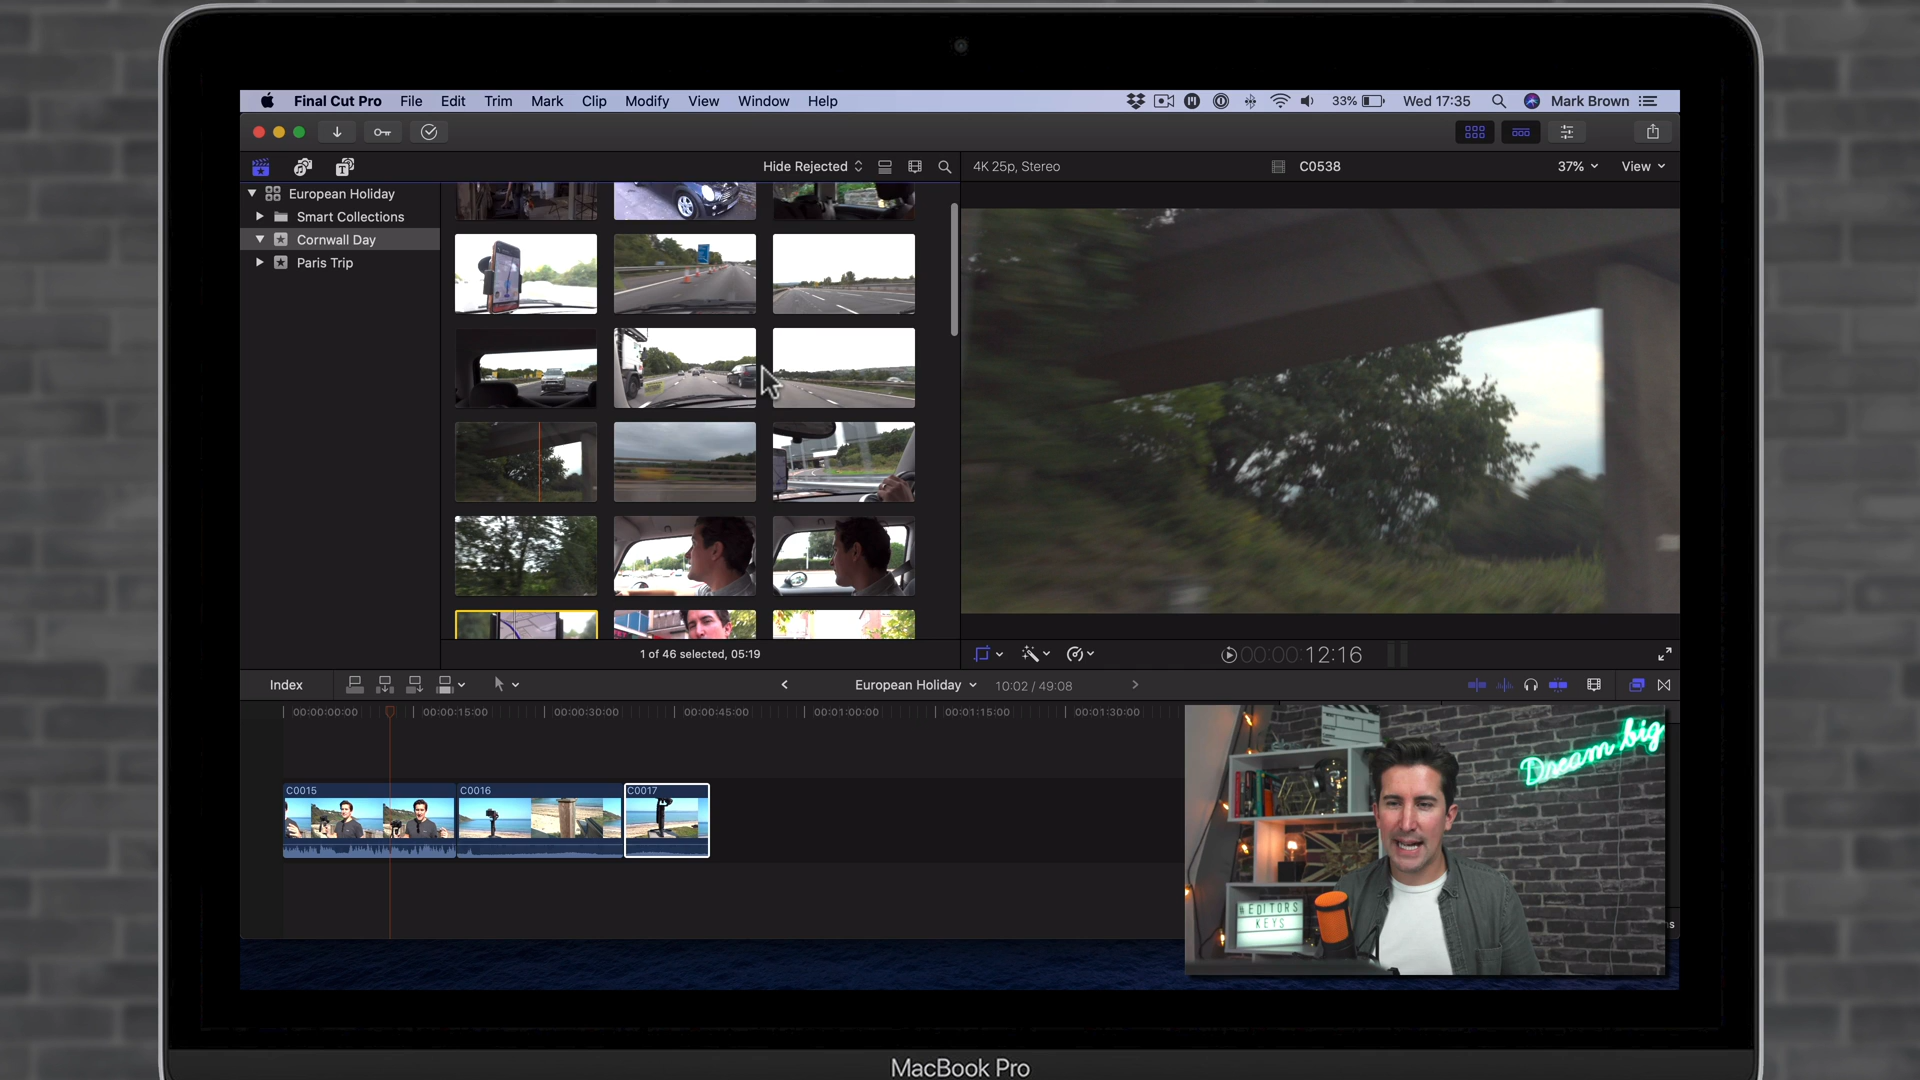 Final Cut Pro File Edit Trim Mark Clip Modify View Window Help 33% Wed 17:35 Mark Brown
Hide Rejected 4K 25p, Stereo C0538 37% View
European Holiday
Smart Collections
Cornwall Day
Paris Trip
1 of 46 selected, 05:19
00:00:12:16
Index European Holiday 10:02 / 49:08
00:00:00:00 00:00:15:00 00:00:30:00 00:00:45:00 00:01:00:00 00:01:15:00 00:01:30:00
C0015 C0016 C0017
Dream big
#EDITORS
KEYS
MacBook Pro